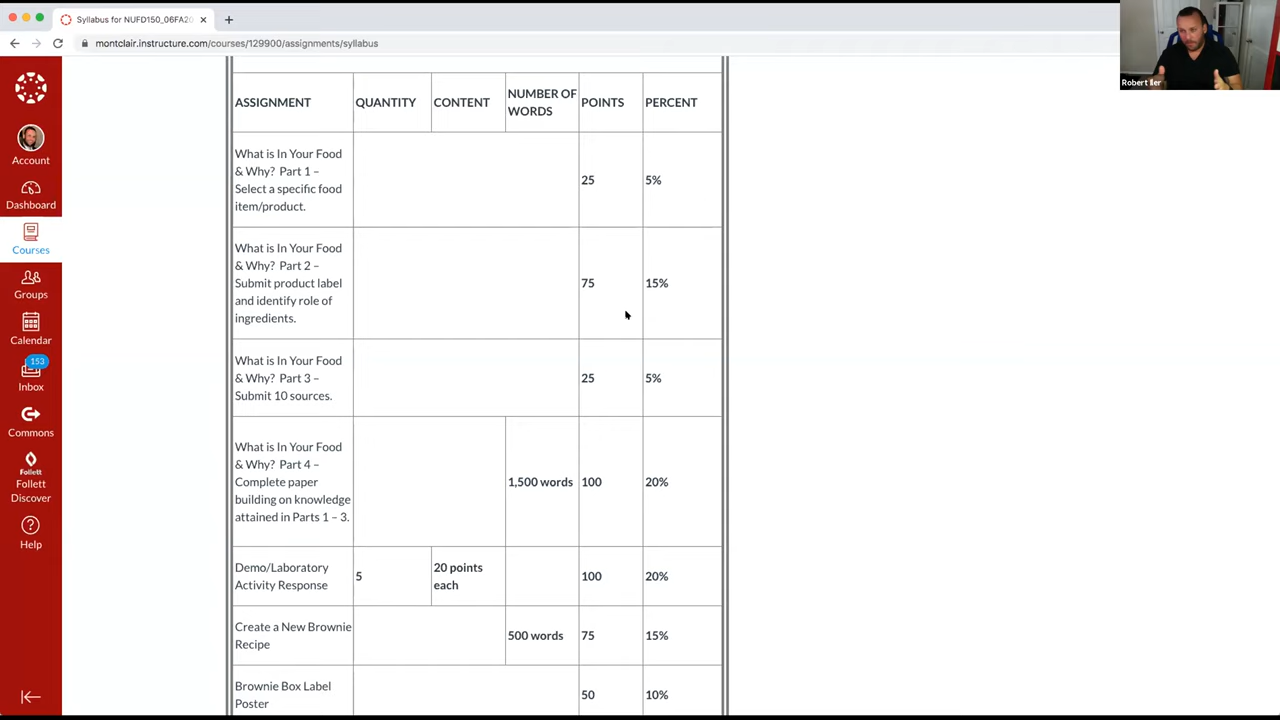 Syllabus for NUFD150_06FA20
montclair.instructure.com/courses/129900/assignments/syllabus
Account
Dashboard
Courses
Groups
Calendar
153
Inbox
Commons
Follett
Follett
Discover
Help
ASSIGNMENT QUANTITY CONTENT NUMBER OF WORDS POINTS PERCENT
What is In Your Food
& Why? Part 1 –
Select a specific food
item/product.
25 5%
What is In Your Food
& Why? Part 2 –
Submit product label
and identify role of
ingredients.
75 15%
What is In Your Food
& Why? Part 3 –
Submit 10 sources.
25 5%
What is In Your Food
& Why? Part 4 –
Complete paper
building on knowledge
attained in Parts 1 – 3.
1,500 words 100 20%
Demo/Laboratory
Activity Response
5
20 points
each
100 20%
Create a New Brownie
Recipe
500 words 75 15%
Brownie Box Label
Poster
50 10%
Robert